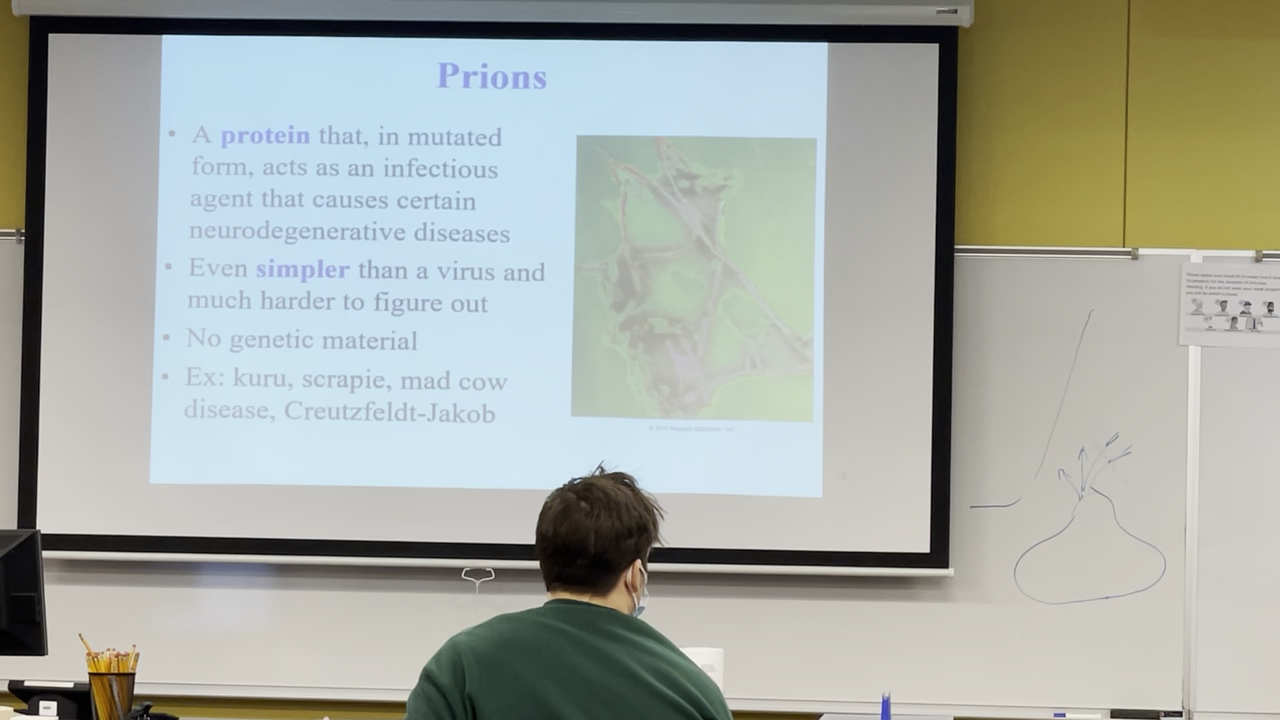 Prions
• A protein that, in mutated
form, acts as an infectious
agent that causes certain
neurodegenerative diseases
• Even simpler than a virus and
much harder to figure out
• No genetic material
• Ex: kuru, scrapie, mad cow
disease, Creutzfeldt-Jakob